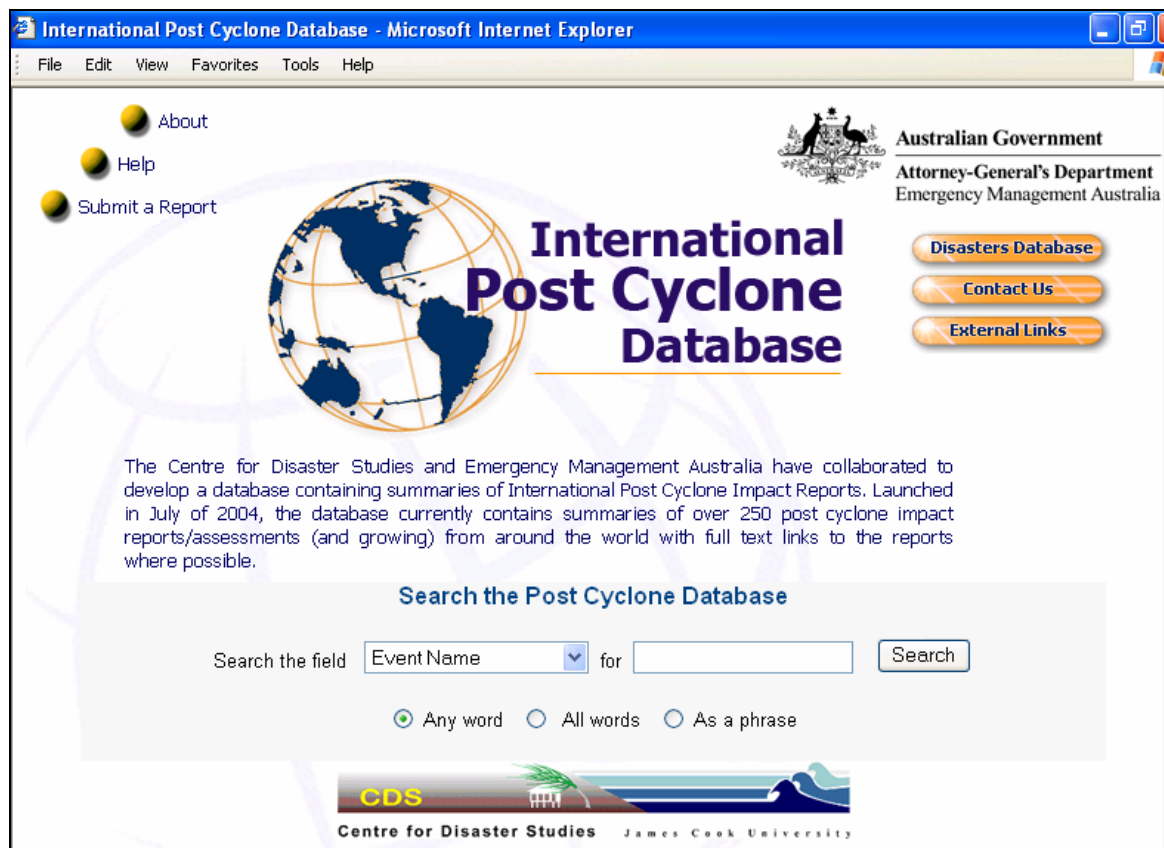 International Post Cyclone Database - Microsoft Internet Explorer
File Edit View Favorites Tools Help
About
Help
Submit a Report
Australian Government
Attorney-General's Department
Emergency Management Australia
Disasters Database
Contact Us
External Links
International
Post Cyclone
Database
The Centre for Disaster Studies and Emergency Management Australia have collaborated to
develop a database containing summaries of International Post Cyclone Impact Reports. Launched
in July of 2004, the database currently contains summaries of over 250 post cyclone impact
reports/assessments (and growing) from around the world with full text links to the reports
where possible.
Search the Post Cyclone Database
Search the field Event Name for Search
Any word All words As a phrase
CDS
Centre for Disaster Studies James Cook University